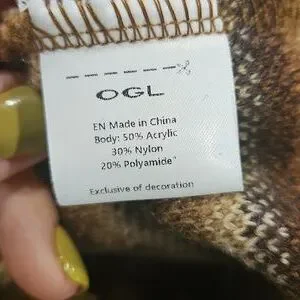 OGL
EN Made in China
Body: 50% Acrylic
30% Nylon
20% Polyamide
Exclusive of decoration